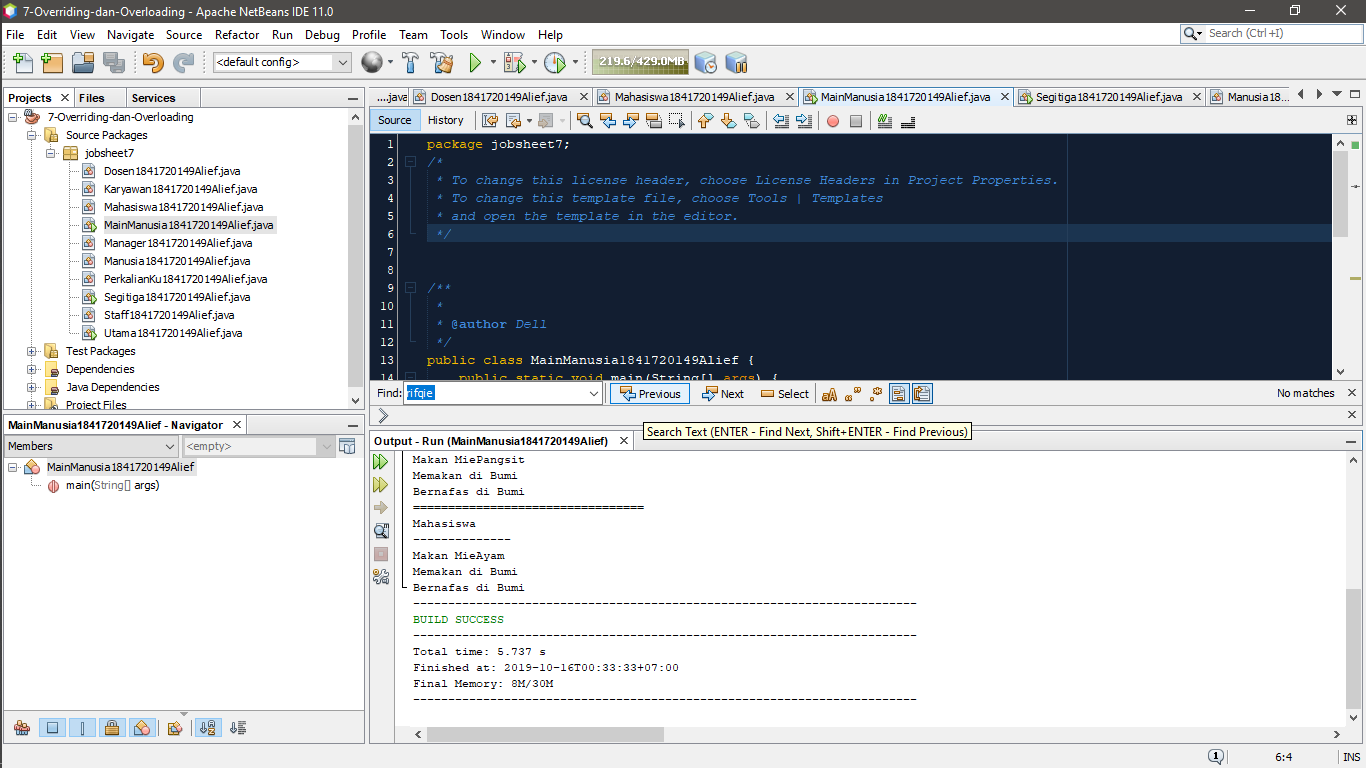 7-Overriding-dan-Overloading - Apache NetBeans IDE 11.0
File Edit View Navigate Source Refactor Run Debug Profile Team Tools Window Help
Search (Ctrl+I)
<default config>
219.6/429.0MB
Projects Files Services
7-Overriding-dan-Overloading
Source Packages
jobsheet7
Dosen1841720149Alief.java
Karyawan1841720149Alief.java
Mahasiswa1841720149Alief.java
MainManusia1841720149Alief.java
Manager1841720149Alief.java
Manusia1841720149Alief.java
PerkalianKu1841720149Alief.java
Segitiga1841720149Alief.java
Staff1841720149Alief.java
Utama1841720149Alief.java
Test Packages
Dependencies
Java Dependencies
Project Files
MainManusia1841720149Alief - Navigator
Members
<empty>
MainManusia1841720149Alief
main(String[] args)
....java Dosen1841720149Alief.java Mahasiswa1841720149Alief.java MainManusia1841720149Alief.java Segitiga1841720149Alief.java Manusia18...
Source History
1 package jobsheet7;
2 /*
3 * To change this license header, choose License Headers in Project Properties.
4 * To change this template file, choose Tools | Templates
5 * and open the template in the editor.
6 */
7
8
9 /**
10 *
11 * @author Dell
12 */
13 public class MainManusia1841720149Alief {
14 public static void main(String[] args) {
Find: rifqie Previous Next Select No matches
Search Text (ENTER - Find Next, Shift+ENTER - Find Previous)
Output - Run (MainManusia1841720149Alief)
Makan MiePangsit
Memakan di Bumi
Bernafas di Bumi
=================================
Mahasiswa
--------------
Makan MieAyam
Memakan di Bumi
Bernafas di Bumi
------------------------------------------------------------------------
BUILD SUCCESS
------------------------------------------------------------------------
Total time: 5.737 s
Finished at: 2019-10-16T00:33:33+07:00
Final Memory: 8M/30M
------------------------------------------------------------------------
1
6:4
INS